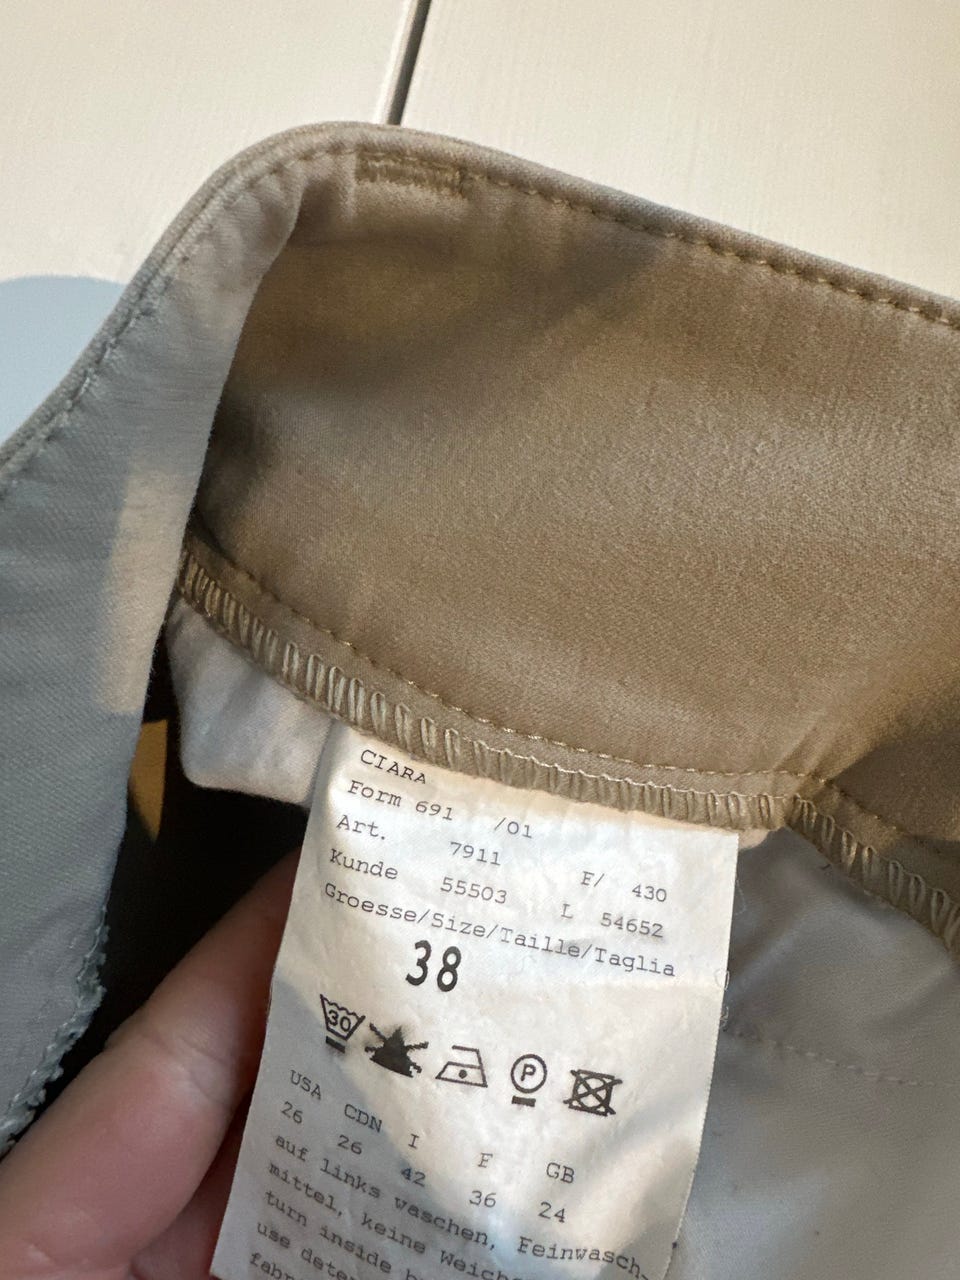 CIARA
Form 691 /01
Art. 7911 F/ 430
Kunde 55503 L 54652
Groesse/Size/Taille/Taglia
38
30
P
USA CDN I F GB
26 26 42 36 24
auf links waschen, Feinwasch-
mittel, keine
turn inside
use